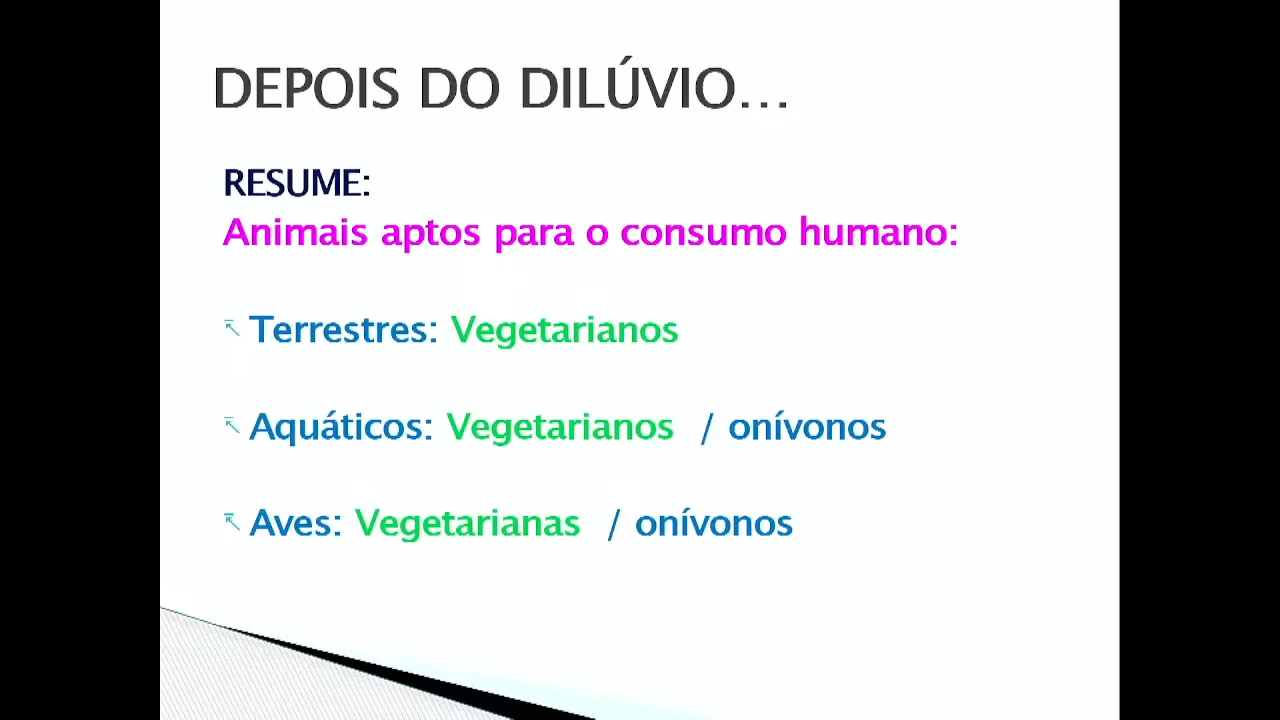 DEPOIS DO DILÚVIO...
RESUME:
Animais aptos para o consumo humano:
Terrestres: Vegetarianos
Aquáticos: Vegetarianos / onívonos
Aves: Vegetarianas / onívonos